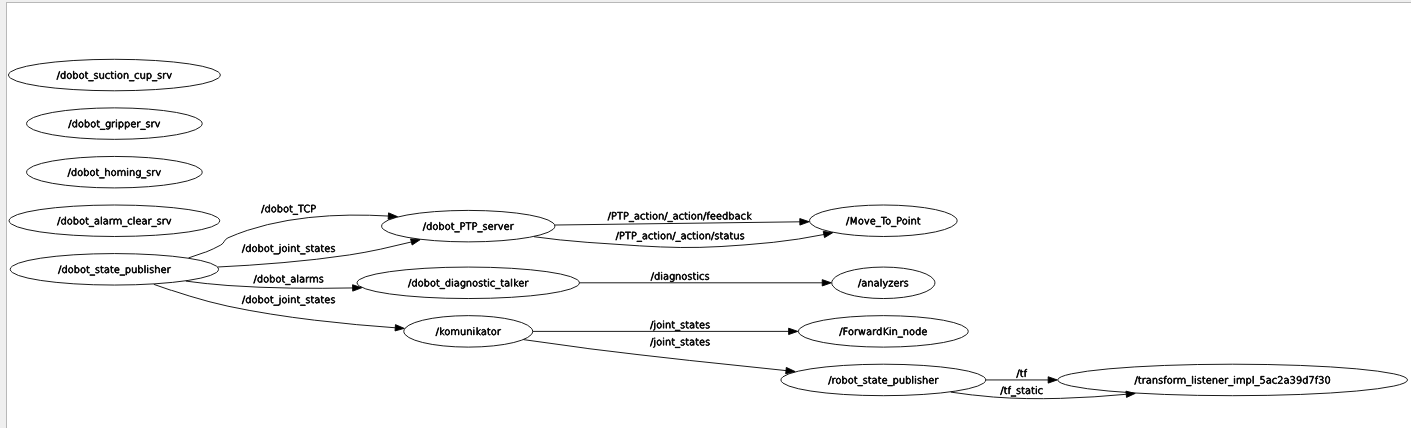 /dobot_suction_cup_srv
/dobot_gripper_srv
/dobot_homing_srv
/dobot_alarm_clear_srv
/dobot_state_publisher
/dobot_TCP
/dobot_joint_states
/dobot_alarms
/dobot_joint_states
/dobot_PTP_server
/dobot_diagnostic_talker
/komunikator
/PTP_action/_action/feedback
/PTP_action/_action/status
/diagnostics
/joint_states
/joint_states
/Move_To_Point
/analyzers
/ForwardKin_node
/robot_state_publisher
/tf
/tf_static
/transform_listener_impl_5ac2a39d7f30